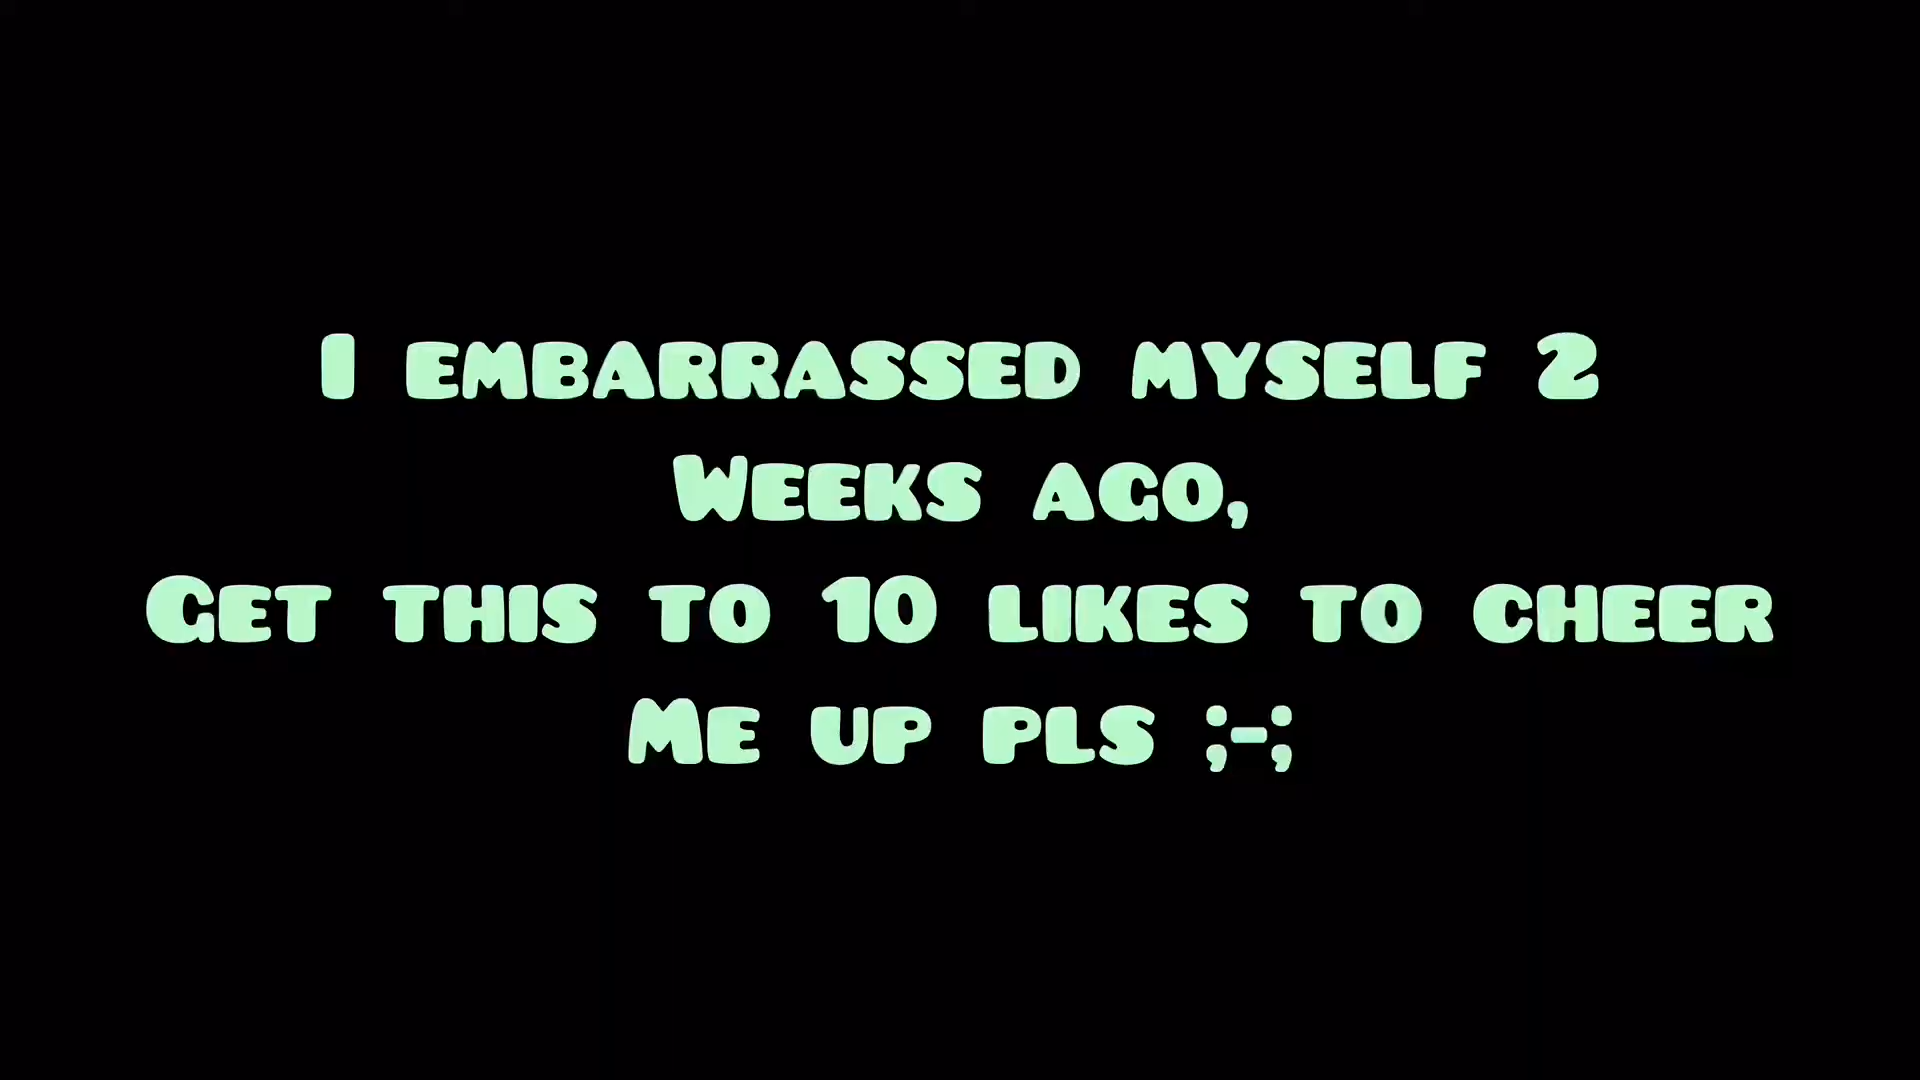 I embarrassed myself 2
Weeks ago,
Get this to 10 likes to cheer
Me up pls ;-;